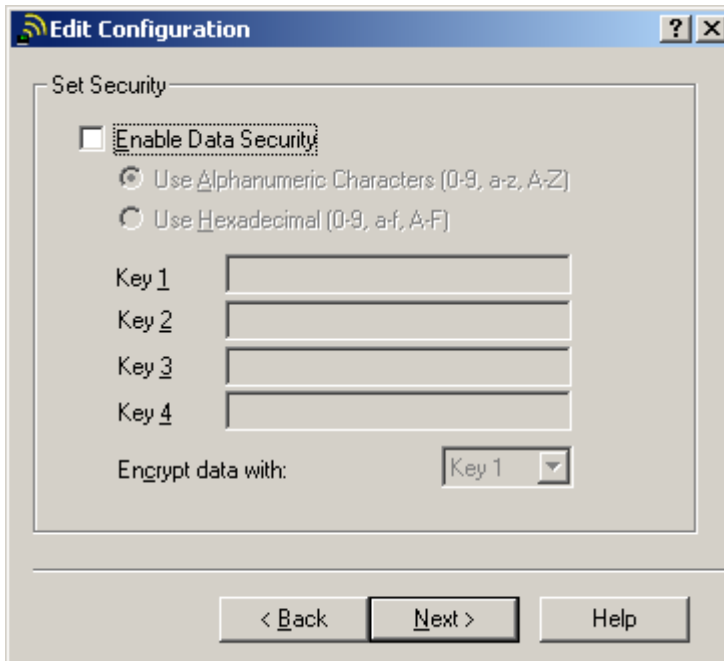 Edit Configuration
Set Security
Enable Data Security
Use Alphanumeric Characters (0-9, a-z, A-Z)
Use Hexadecimal (0-9, a-f, A-F)
Key 1
Key 2
Key 3
Key 4
Encrypt data with: Key 1
< Back Next > Help